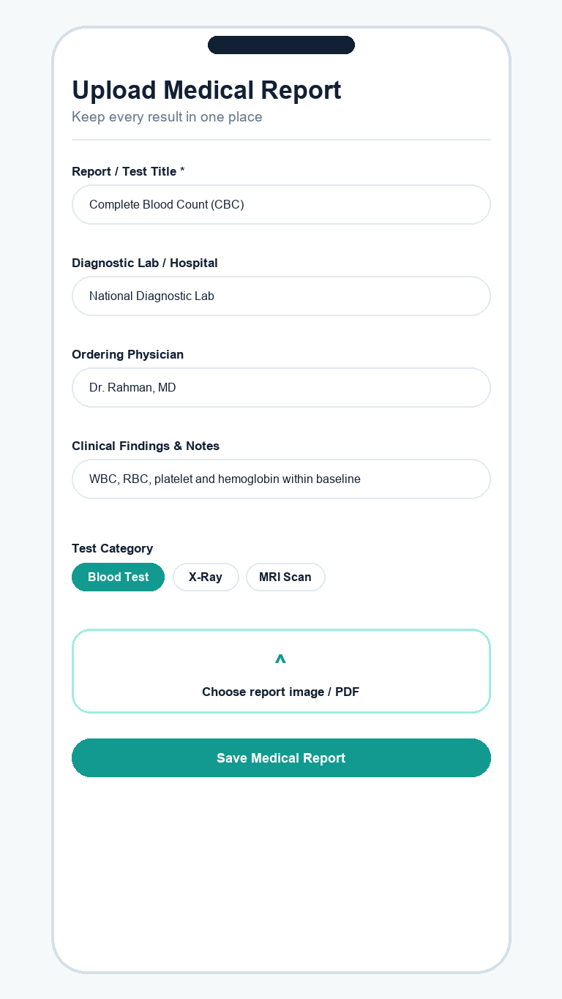 Upload Medical Report
Keep every result in one place
Report / Test Title *
Complete Blood Count (CBC)
Diagnostic Lab / Hospital
National Diagnostic Lab
Ordering Physician
Dr. Rahman, MD
Clinical Findings & Notes
WBC, RBC, platelet and hemoglobin within baseline
Test Category
Blood Test X-Ray MRI Scan
^
Choose report image / PDF
Save Medical Report